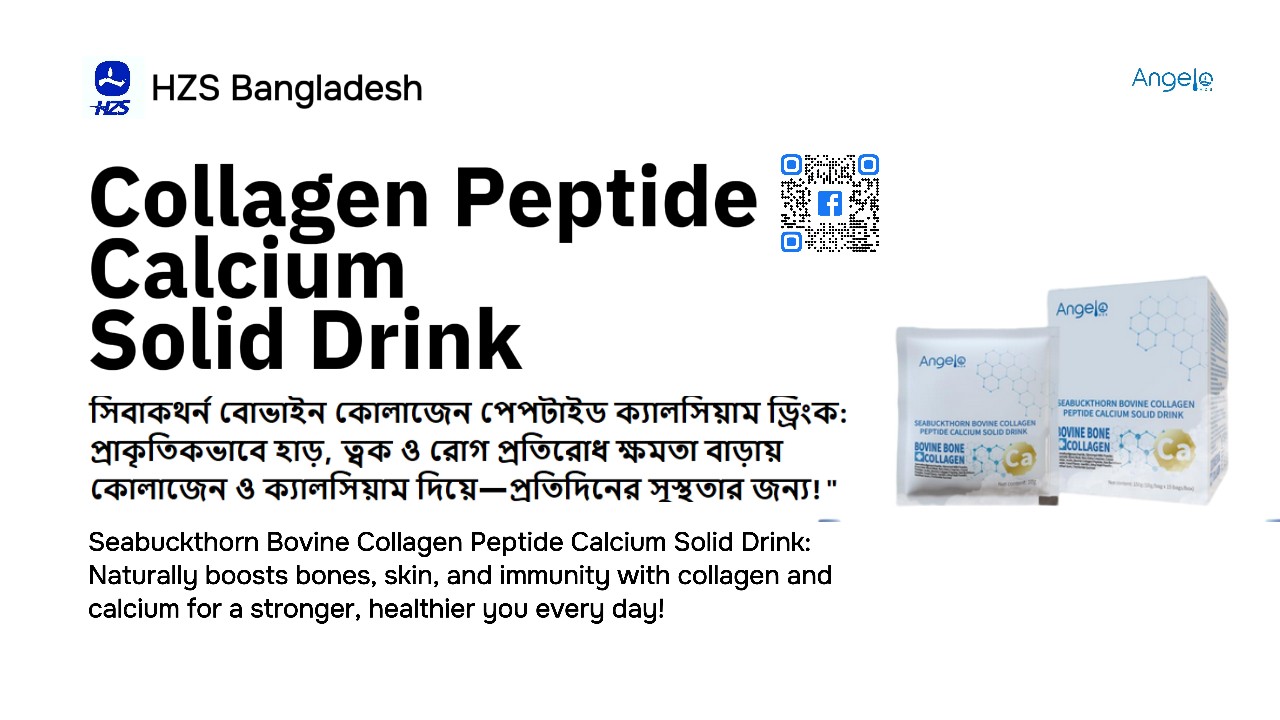 HZS
HZS Bangladesh
Angelo
Collagen Peptide
Calcium
Solid Drink
সিবাকথর্ন বোভাইন কোলাজেন পেপটাইড ক্যালসিয়াম ড্রিংক:
প্রাকৃতিকভাবে হাড়, ত্বক ও রোগ প্রতিরোধ ক্ষমতা বাড়ায়
কোলাজেন ও ক্যালসিয়াম দিয়ে—প্রতিদিনের সুস্থতার জন্য! "
Seabuckthorn Bovine Collagen Peptide Calcium Solid Drink:
Naturally boosts bones, skin, and immunity with collagen and
calcium for a stronger, healthier you every day!
Angelo
SEABUCKTHORN BOVINE COLLAGEN
PEPTIDE CALCIUM SOLID DRINK
BOVINE BONE
COLLAGEN
Ca
Angelo
SEABUCKTHORN BOVINE COLLAGEN
PEPTIDE CALCIUM SOLID DRINK
BOVINE BONE
COLLAGEN
Ca